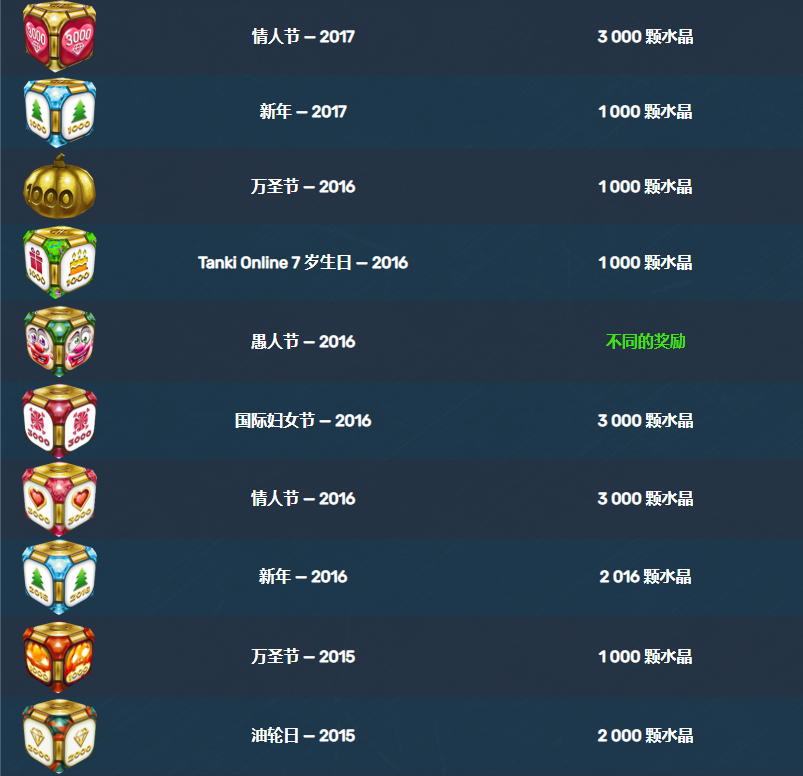 3000 3000
情人节 – 2017 3 000 颗水晶
1000 1000
新年 – 2017 1 000 颗水晶
1000
万圣节 – 2016 1 000 颗水晶
1000 1000
Tanki Online 7 岁生日 – 2016 1 000 颗水晶
愚人节 – 2016 不同的奖励
3000 3000
国际妇女节 – 2016 3 000 颗水晶
3000 3000
情人节 – 2016 3 000 颗水晶
2016 2016
新年 – 2016 2 016 颗水晶
1000 1000
万圣节 – 2015 1 000 颗水晶
2000 2000
油轮日 – 2015 2 000 颗水晶